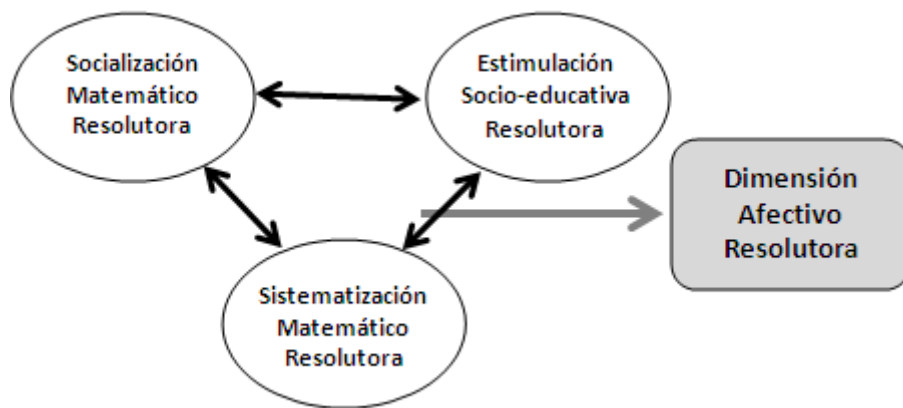 Socialización
Matemático
Resolutora
Estimulación
Socio-educativa
Resolutora
Dimensión
Afectivo
Resolutora
Sistematización
Matemático
Resolutora